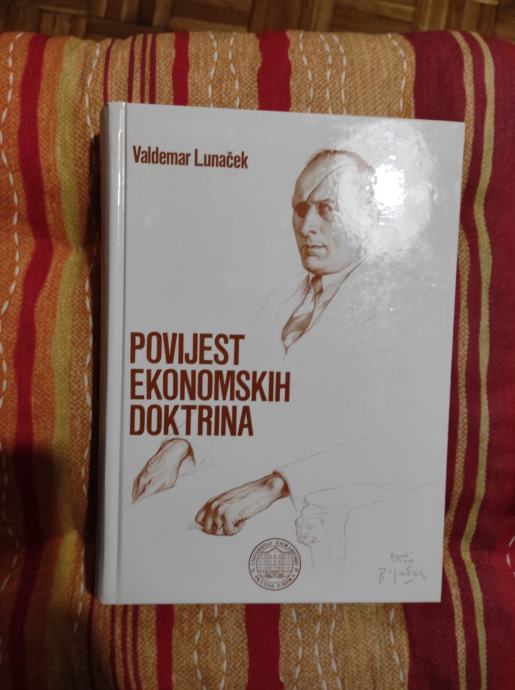 Valdemar Lunaček
POVIJEST
EKONOMSKIH
DOKTRINA